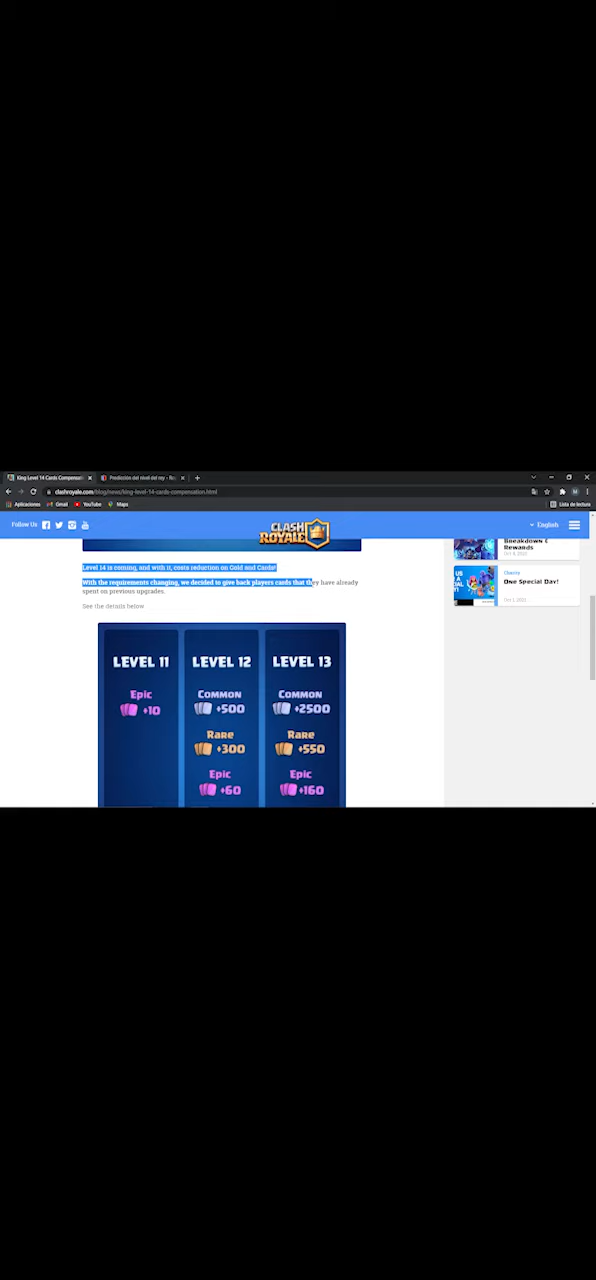 King Level 14 Cards Compensati
Predicción del nivel del rey - Ro
clashroyale.com/blog/news/king-level-14-cards-compensation.html
Aplicaciones Gmail YouTube Maps Lista de lectura
Follow Us CLASH ROYALE English
Breakdown &
Rewards
Level 14 is coming, and with it, costs reduction on Gold and Cards!
With the requirements changing, we decided to give back players cards that they have already
spent on previous upgrades.
See the details below
One Special Day!
LEVEL 11 LEVEL 12 LEVEL 13
Epic Common Common
+10 +500 +2500
Rare Rare
+300 +550
Epic Epic
+60 +160